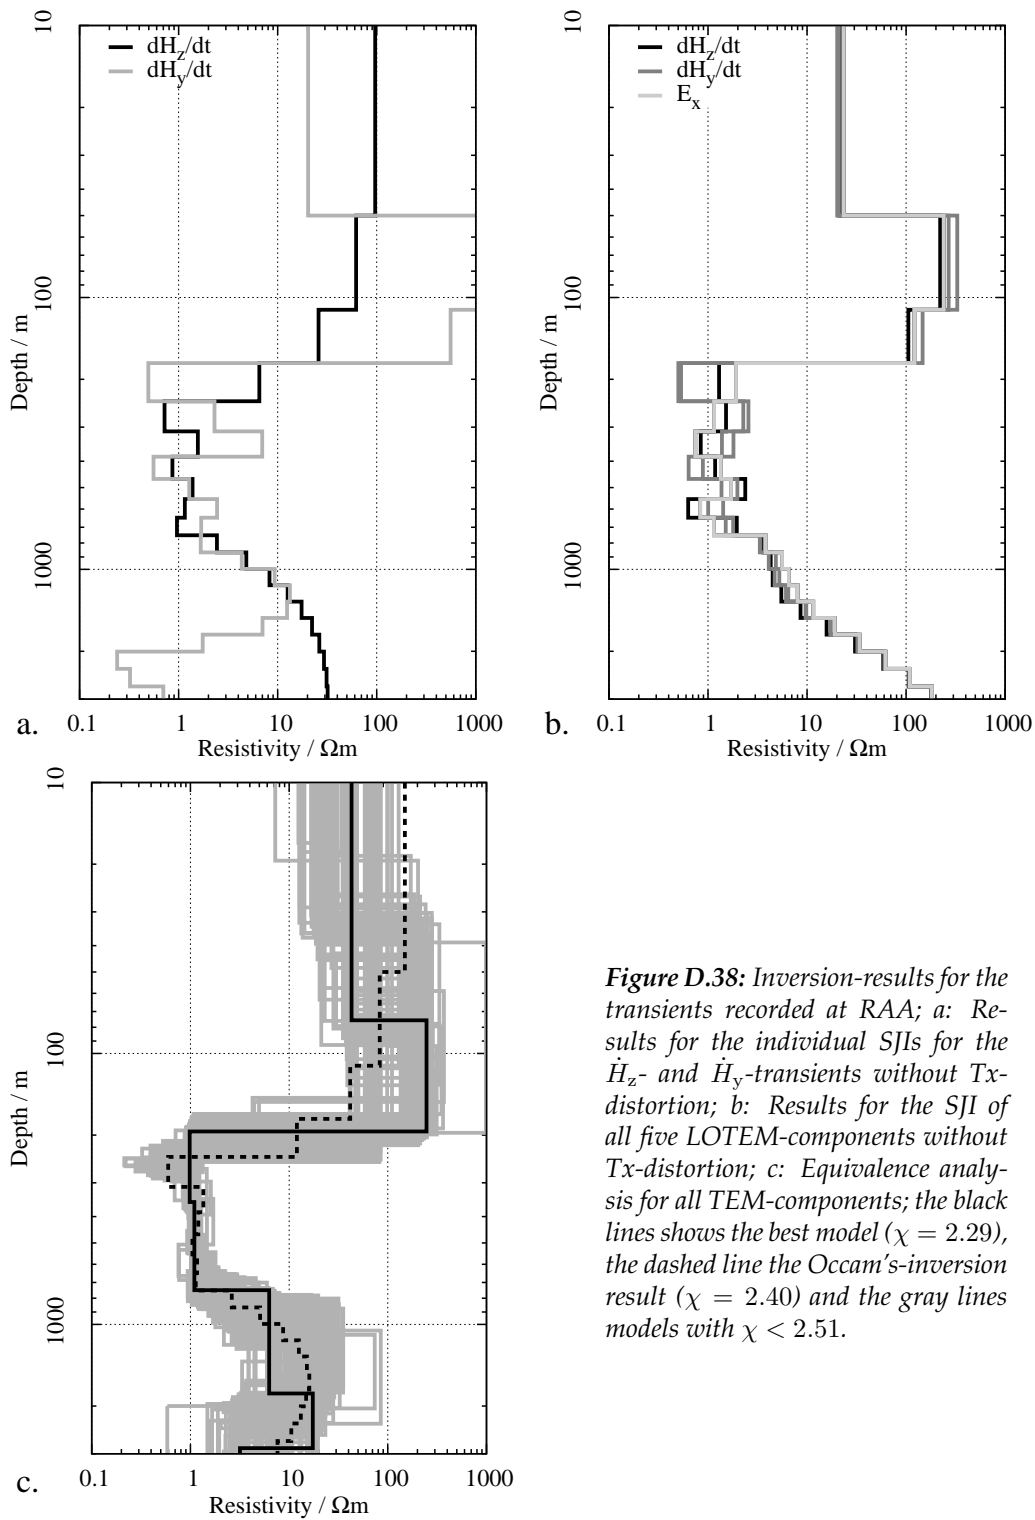 dHz/dt
dHy/dt
10
100
1000
Depth / m
0.1 1 10 100 1000
Resistivity / Ωm
a.
dHz/dt
dHy/dt
Ex
10
100
1000
Depth / m
0.1 1 10 100 1000
Resistivity / Ωm
b.
10
100
1000
Depth / m
0.1 1 10 100 1000
Resistivity / Ωm
c.
Figure D.38: Inversion-results for the
transients recorded at RAA; a: Re-
sults for the individual SJIs for the
Ḣz- and Ḣy-transients without Tx-
distortion; b: Results for the SJI of
all five LOTEM-components without
Tx-distortion; c: Equivalence analy-
sis for all TEM-components; the black
lines shows the best model (χ = 2.29),
the dashed line the Occam's-inversion
result (χ = 2.40) and the gray lines
models with χ < 2.51.